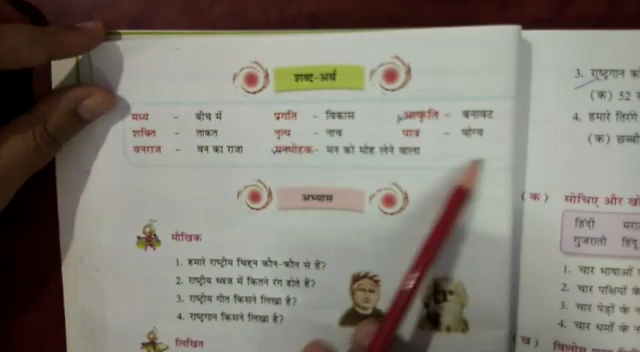 शब्द-अर्थ
मध्य - बीच में प्रगति - विकास आकृति - बनावट
शक्ति - ताकत नृत्य - नाच पात्र - योग्य
वनराज - वन का राजा मनमोहक - मन को मोह लेने वाला
अभ्यास
मौखिक
1. हमारे राष्ट्रीय चिह्न कौन-कौन से हैं?
2. राष्ट्रीय ध्वज में कितने रंग होते हैं?
3. राष्ट्रीय गीत किसने लिखा है?
4. राष्ट्रगान किसने लिखा है?
लिखित
3. राष्ट्रगान
(क) 52
4. हमारे तिरंगे
(क)
(क) सोचिए और
हिंदी
गुजराती
1. चार भाषाओं
2. चार पक्षियों के
3. चार पेड़ों के
4. चार धर्मों के
(ख) विलोम